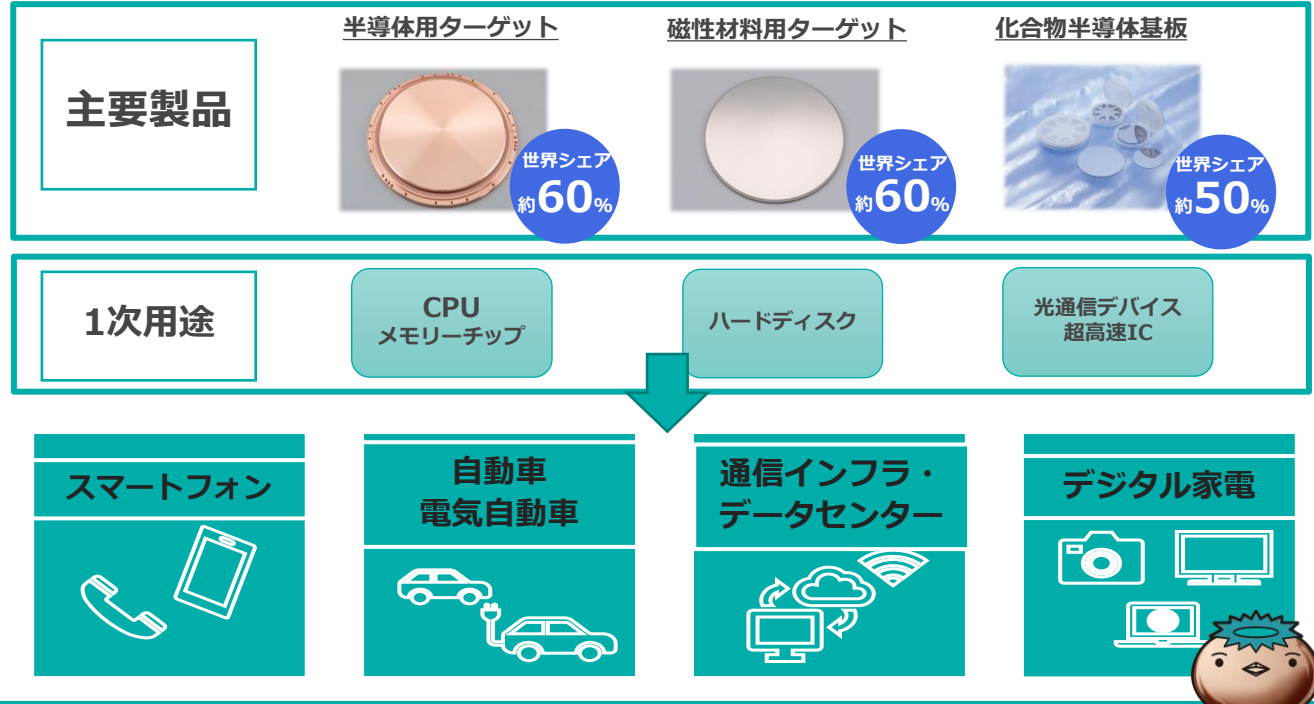 半導体用ターゲット
磁性材料用ターゲット
化合物半導体基板
主要製品
世界シェア
約60%
世界シェア
約60%
世界シェア
約50%
1次用途
CPU
メモリーチップ
ハードディスク
光通信デバイス
超高速IC
スマートフォン
自動車
電気自動車
通信インフラ・
データセンター
デジタル家電